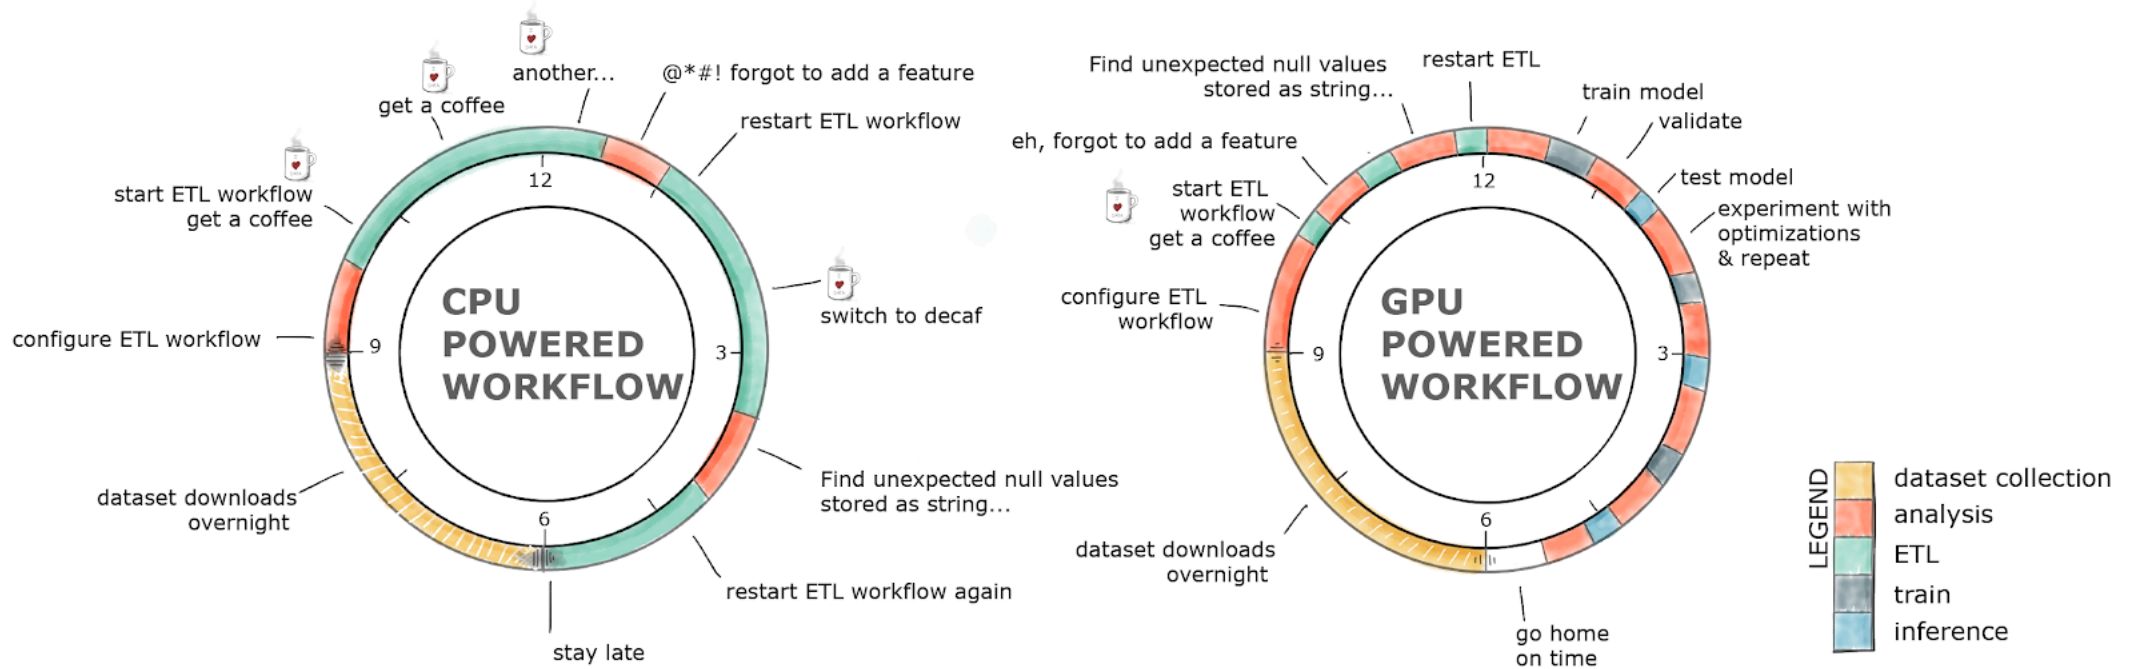 another...
@*#! forgot to add a feature
get a coffee
restart ETL workflow
start ETL workflow
get a coffee
12
configure ETL workflow
9
3
CPU
POWERED
WORKFLOW
switch to decaf
dataset downloads
overnight
6
Find unexpected null values
stored as string...
restart ETL workflow again
stay late
Find unexpected null values
stored as string...
restart ETL
train model
validate
eh, forgot to add a feature
test model
start ETL
workflow
get a coffee
12
experiment with
optimizations
& repeat
configure ETL
workflow
9
3
GPU
POWERED
WORKFLOW
dataset downloads
overnight
6
go home
on time
LEGEND
dataset collection
analysis
ETL
train
inference